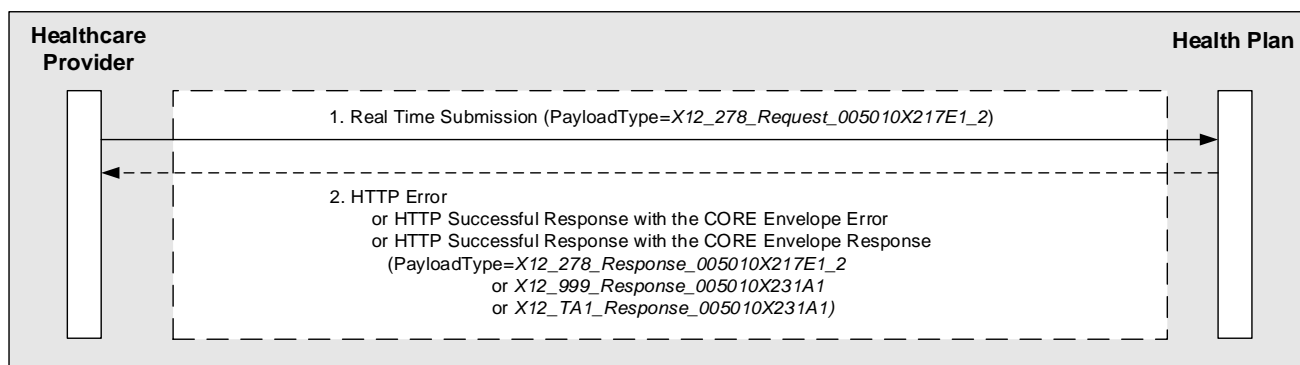 Healthcare
Provider
Health Plan
1. Real Time Submission (PayloadType=X12_278_Request_005010X217E1_2)
2. HTTP Error
or HTTP Successful Response with the CORE Envelope Error
or HTTP Successful Response with the CORE Envelope Response
(PayloadType=X12_278_Response_005010X217E1_2
or X12_999_Response_005010X231A1
or X12_TA1_Response_005010X231A1)